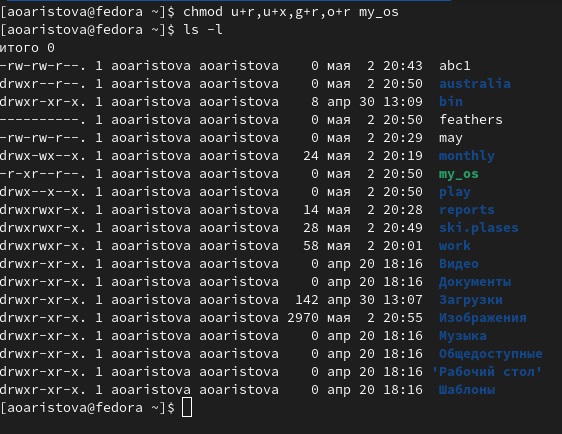 [aoaristova@fedora ~]$ chmod u+r,u+x,g+r,o+r my_os
[aoaristova@fedora ~]$ ls -l
итого 0
-rw-rw-r--. 1 aoaristova aoaristova    0 мая  2 20:43  abc1
drwxr--r--. 1 aoaristova aoaristova    0 мая  2 20:50  australia
drwxr-xr-x. 1 aoaristova aoaristova    8 апр 30 13:09  bin
----------. 1 aoaristova aoaristova    0 мая  2 20:50  feathers
-rw-rw-r--. 1 aoaristova aoaristova    0 мая  2 20:29  may
drwx-wx--x. 1 aoaristova aoaristova   24 мая  2 20:19  monthly
-r-xr--r--. 1 aoaristova aoaristova    0 мая  2 20:50  my_os
drwx--x--x. 1 aoaristova aoaristova    0 мая  2 20:50  play
drwxrwxr-x. 1 aoaristova aoaristova   14 мая  2 20:28  reports
drwxrwxr-x. 1 aoaristova aoaristova   28 мая  2 20:49  ski.plases
drwxrwxr-x. 1 aoaristova aoaristova   58 мая  2 20:01  work
drwxr-xr-x. 1 aoaristova aoaristova    0 апр 20 18:16  Видео
drwxr-xr-x. 1 aoaristova aoaristova    0 апр 20 18:16  Документы
drwxr-xr-x. 1 aoaristova aoaristova  142 апр 30 13:07  Загрузки
drwxr-xr-x. 1 aoaristova aoaristova 2970 мая  2 20:55  Изображения
drwxr-xr-x. 1 aoaristova aoaristova    0 апр 20 18:16  Музыка
drwxr-xr-x. 1 aoaristova aoaristova    0 апр 20 18:16  Общедоступные
drwxr-xr-x. 1 aoaristova aoaristova    0 апр 20 18:16 'Рабочий стол'
drwxr-xr-x. 1 aoaristova aoaristova    0 апр 20 18:16  Шаблоны
[aoaristova@fedora ~]$